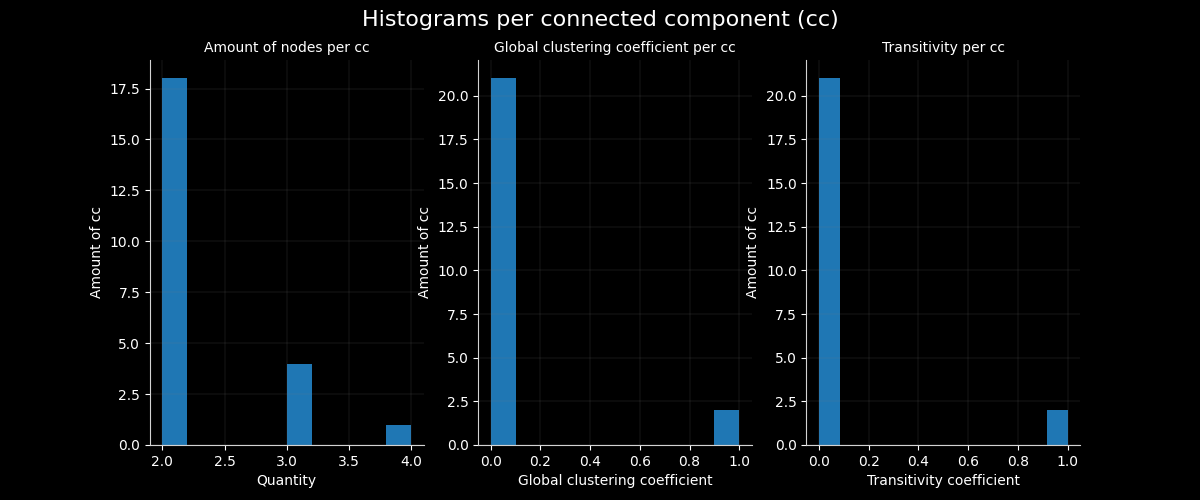 Histograms per connected component (cc)
Amount of nodes per cc
Amount of cc
17.5
15.0
12.5
10.0
7.5
5.0
2.5
0.0
2.0 2.5 3.0 3.5 4.0
Quantity
Global clustering coefficient per cc
Amount of cc
20.0
17.5
15.0
12.5
10.0
7.5
5.0
2.5
0.0
0.0 0.2 0.4 0.6 0.8 1.0
Global clustering coefficient
Transitivity per cc
Amount of cc
20.0
17.5
15.0
12.5
10.0
7.5
5.0
2.5
0.0
0.0 0.2 0.4 0.6 0.8 1.0
Transitivity coefficient